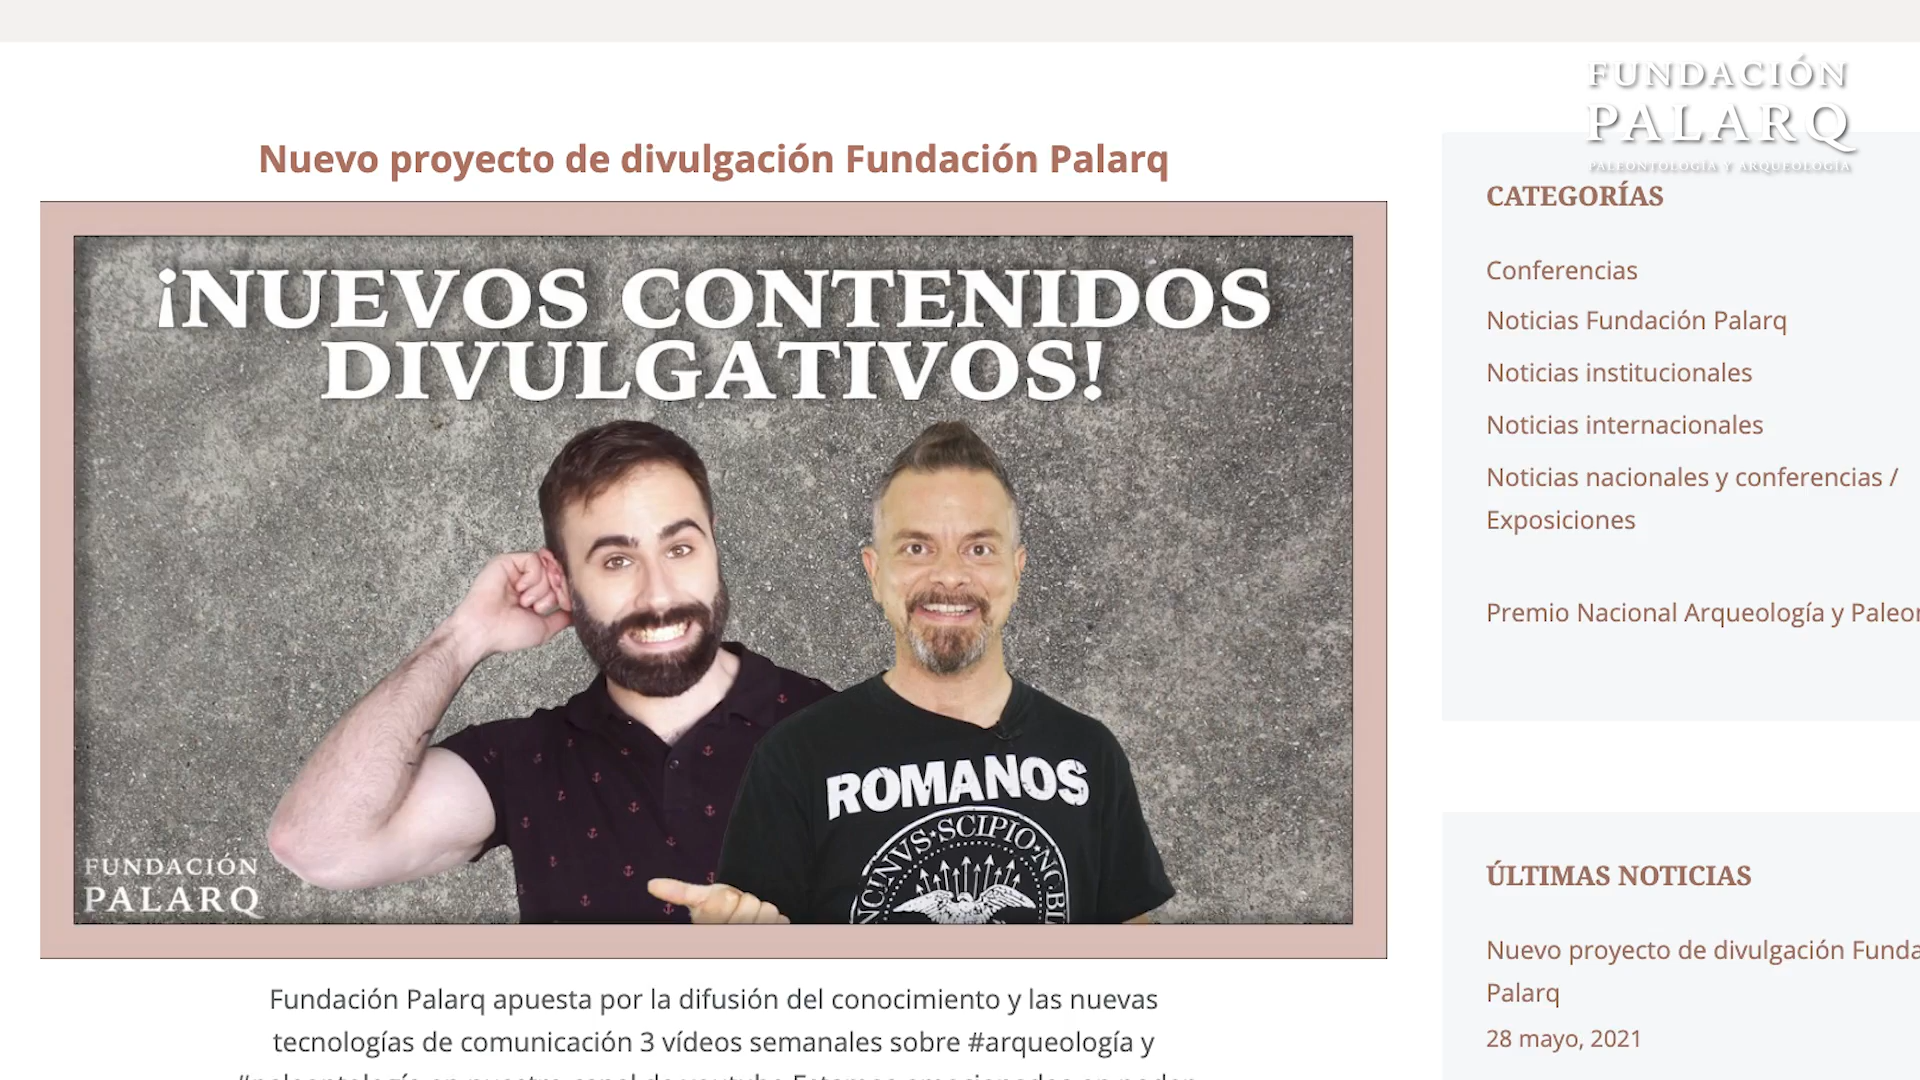 FUNDACIÓN
PALARQ
PALEONTOLOGÍA Y ARQUEOLOGÍA
Nuevo proyecto de divulgación Fundación Palarq
¡NUEVOS CONTENIDOS
DIVULGATIVOS!
ROMANOS
SCIPIO
FUNDACIÓN
PALARQ
Fundación Palarq apuesta por la difusión del conocimiento y las nuevas
tecnologías de comunicación 3 vídeos semanales sobre #arqueología y
CATEGORÍAS
Conferencias
Noticias Fundación Palarq
Noticias institucionales
Noticias internacionales
Noticias nacionales y conferencias /
Exposiciones
Premio Nacional Arqueología y
ÚLTIMAS NOTICIAS
Nuevo proyecto de divulgación
Palarq
28 mayo, 2021